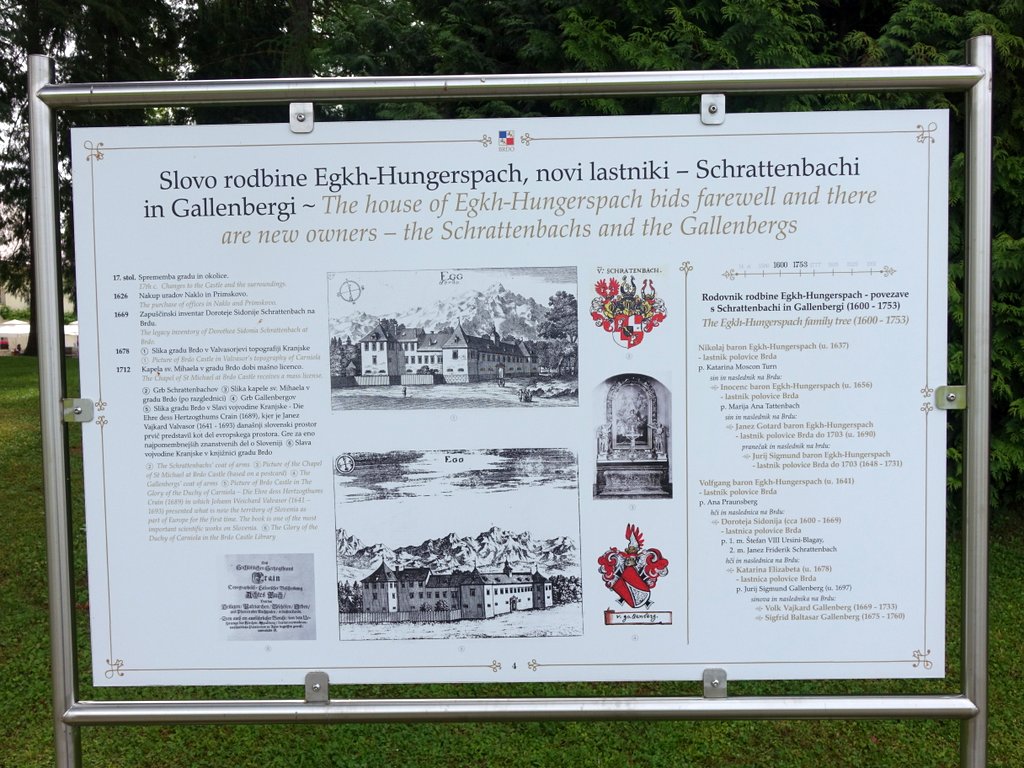 BRDO
Slovo rodbine Egkh-Hungerspach, novi lastniki – Schrattenbachi
in Gallenbergi ~ The house of Egkh-Hungerspach bids farewell and there
are new owners – the Schrattenbachs and the Gallenbergs
17. stol. Sprememba gradu in okolice.
17th c. Changes to the Castle and the surroundings.
1626 Nakup uradov Naklo in Primskovo.
The purchase of offices in Naklo and Primskovo.
1669 Zapuščinski inventar Doroteje Sidonije Schrattenbach na
Brdu.
The legacy inventory of Dorothea Sidonia Schrattenbach at
Brdo.
1678 ① Slika gradu Brdo v Valvasorjevi topografiji Kranjske
① Picture of Brdo Castle in Valvasor's topography of Carniola
1712 Kapela sv. Mihaela v gradu Brdo dobi mašno licenco.
The Chapel of St Michael at Brdo Castle receives a mass license.
② Grb Schrattenbachov ③ Slika kapele sv. Mihaela v
gradu Brdo (po razglednici) ④ Grb Gallenbergov
⑤ Slika gradu Brdo v Slavi vojvodine Kranjske - Die
Ehre dess Hertzogthums Crain (1689), kjer je Janez
Vajkard Valvasor (1641 - 1693) današnji slovenski prostor
prvič predstavil kot del evropskega prostora. Gre za eno
najpomembnejših znanstvenih del o Sloveniji ⑥ Slava
vojvodine Kranjske v knjižnici gradu Brdo
② The Schrattenbachs' coat of arms ③ Picture of the Chapel
of St Michael at Brdo Castle (based on a postcard) ④ The
Gallenbergs' coat of arms ⑤ Picture of Brdo Castle in The
Glory of the Duchy of Carniola – Die Ehre dess Hertzogthums
Crain (1689) in which Johann Weichard Valvasor (1641 –
1693) presented what is now the territory of Slovenia as
part of Europe for the first time. The book is one of the most
important scientific works on Slovenia. ⑥ The Glory of the
Duchy of Carniola in the Brdo Castle Library
Crain
EGG
Egg
V: SCHRATENBACH.
v. gallenberg.
1600 1753
Rodovnik rodbine Egkh-Hungerspach - povezave
s Schrattenbachi in Gallenbergi (1600 - 1753)
The Egkh-Hungerspach family tree (1600 - 1753)
Nikolaj baron Egkh-Hungerspach (u. 1637)
- lastnik polovice Brda
p. Katarina Moscon Turn
sin in naslednik na Brdu:
Inocenc baron Egkh-Hungerspach (u. 1656)
- lastnik polovice Brda
p. Marija Ana Tattenbach
sin in naslednik na Brdu:
Janez Gotard baron Egkh-Hungerspach
- lastnik polovice Brda do 1703 (u. 1690)
pranečak in naslednik na brdu:
Jurij Sigmund baron Egkh-Hungerspach
- lastnik polovice Brda do 1703 (1648 - 1731)
Volfgang baron Egkh-Hungerspach (u. 1641)
- lastnik polovice Brda
p. Ana Praunsberg
hči in naslednica na Brdu:
Doroteja Sidonija (cca 1600 - 1669)
- lastnica polovice Brda
p. 1. m. Štefan VIII Ursini-Blagay,
2. m. Janez Friderik Schrattenbach
hči in naslednica na Brdu:
Katarina Elizabeta (u. 1678)
- lastnica polovice Brda
p. Jurij Sigmund Gallenberg (u. 1697)
sinova in naslednika na Brdu:
Volk Vajkard Gallenberg (1669 - 1733)
Sigfrid Baltasar Gallenberg (1675 - 1760)
4